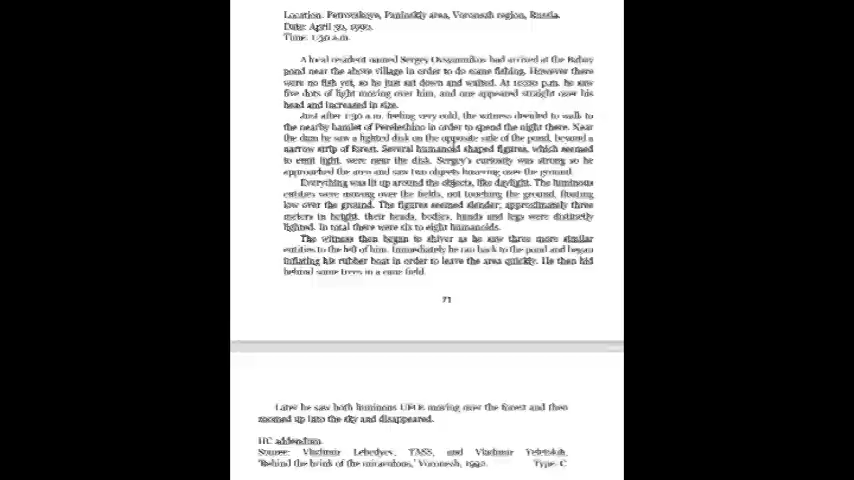 Location. Petrovskoye, Paninskiy area, Voronezh region, Russia.
Date: April 30, 1990.
Time: 1:30 a.m.
A local resident named Sergey had arrived at the
pond near the above village in order to do some fishing. However there
were no fish yet, so he just sat down and waited. At p.m. he saw
five dots of light moving over him, and one appeared straight over his
head and increased in size.
Just after 1:30 a.m. feeling very cold, the witness decided to walk to
the nearby hamlet of Pereleshino in order to spend the night there. Near
the dam he saw a lighted disk on the opposite side of the pond, beyond a
narrow strip of forest. Several humanoid shaped figures, which seemed
to emit light, were near the disk. Sergey's curiosity was strong so he
approached the area and saw two objects hovering over the ground.
Everything was lit up around the objects, like daylight. The luminous
entities were moving over the fields, not touching the ground, floating
low over the ground. The figures seemed slender, approximately three
meters in height, their heads, bodies, hands and legs were distinctly
lighted. In total there were six to eight humanoids.
The witness then began to shiver as he saw three more similar
entities to the left of him. Immediately he ran back to the pond and began
inflating his rubber boat in order to leave the area quickly. He then hid
behind some trees in a field.
71
Later he saw both luminous moving over the forest and then
zoomed up into the sky and disappeared.
HC addendum.
Source: Vladimir Lebedyev, TASS, and Vladimir
'Behind the brink of the miraculous,' Voronezh, 1992. Type: C